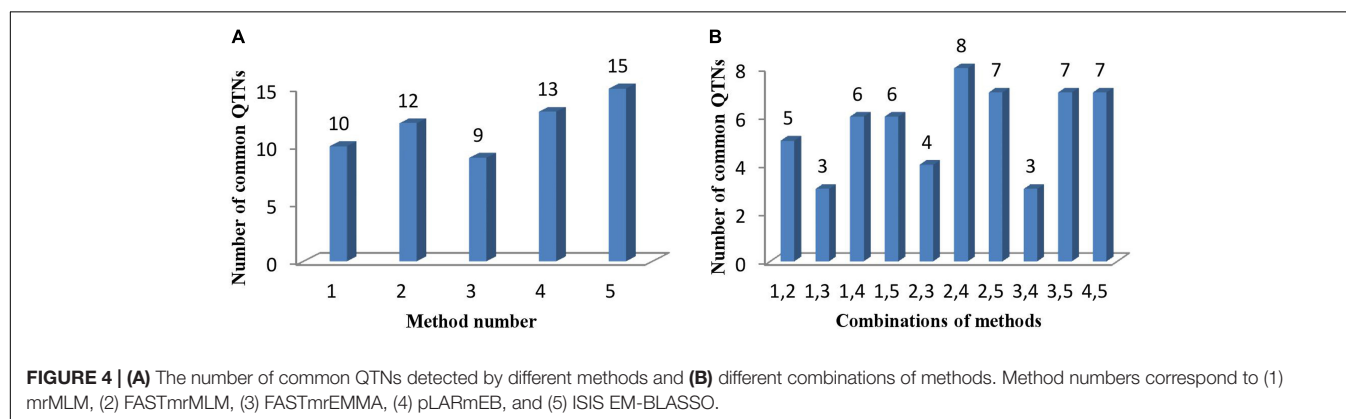 A
Number of common QTNs
15
10
5
0
10
12
9
13
15
1 2 3 4 5
Method number
B
Number of common QTNs
8
6
4
2
0
5
3
6
6
4
8
7
3
7
7
1,2 1,3 1,4 1,5 2,3 2,4 2,5 3,4 3,5 4,5
Combinations of methods
FIGURE 4 | (A) The number of common QTNs detected by different methods and (B) different combinations of methods. Method numbers correspond to (1)
mrMLM, (2) FASTmrMLM, (3) FASTmrEMMA, (4) pLARmEB, and (5) ISIS EM-BLASSO.